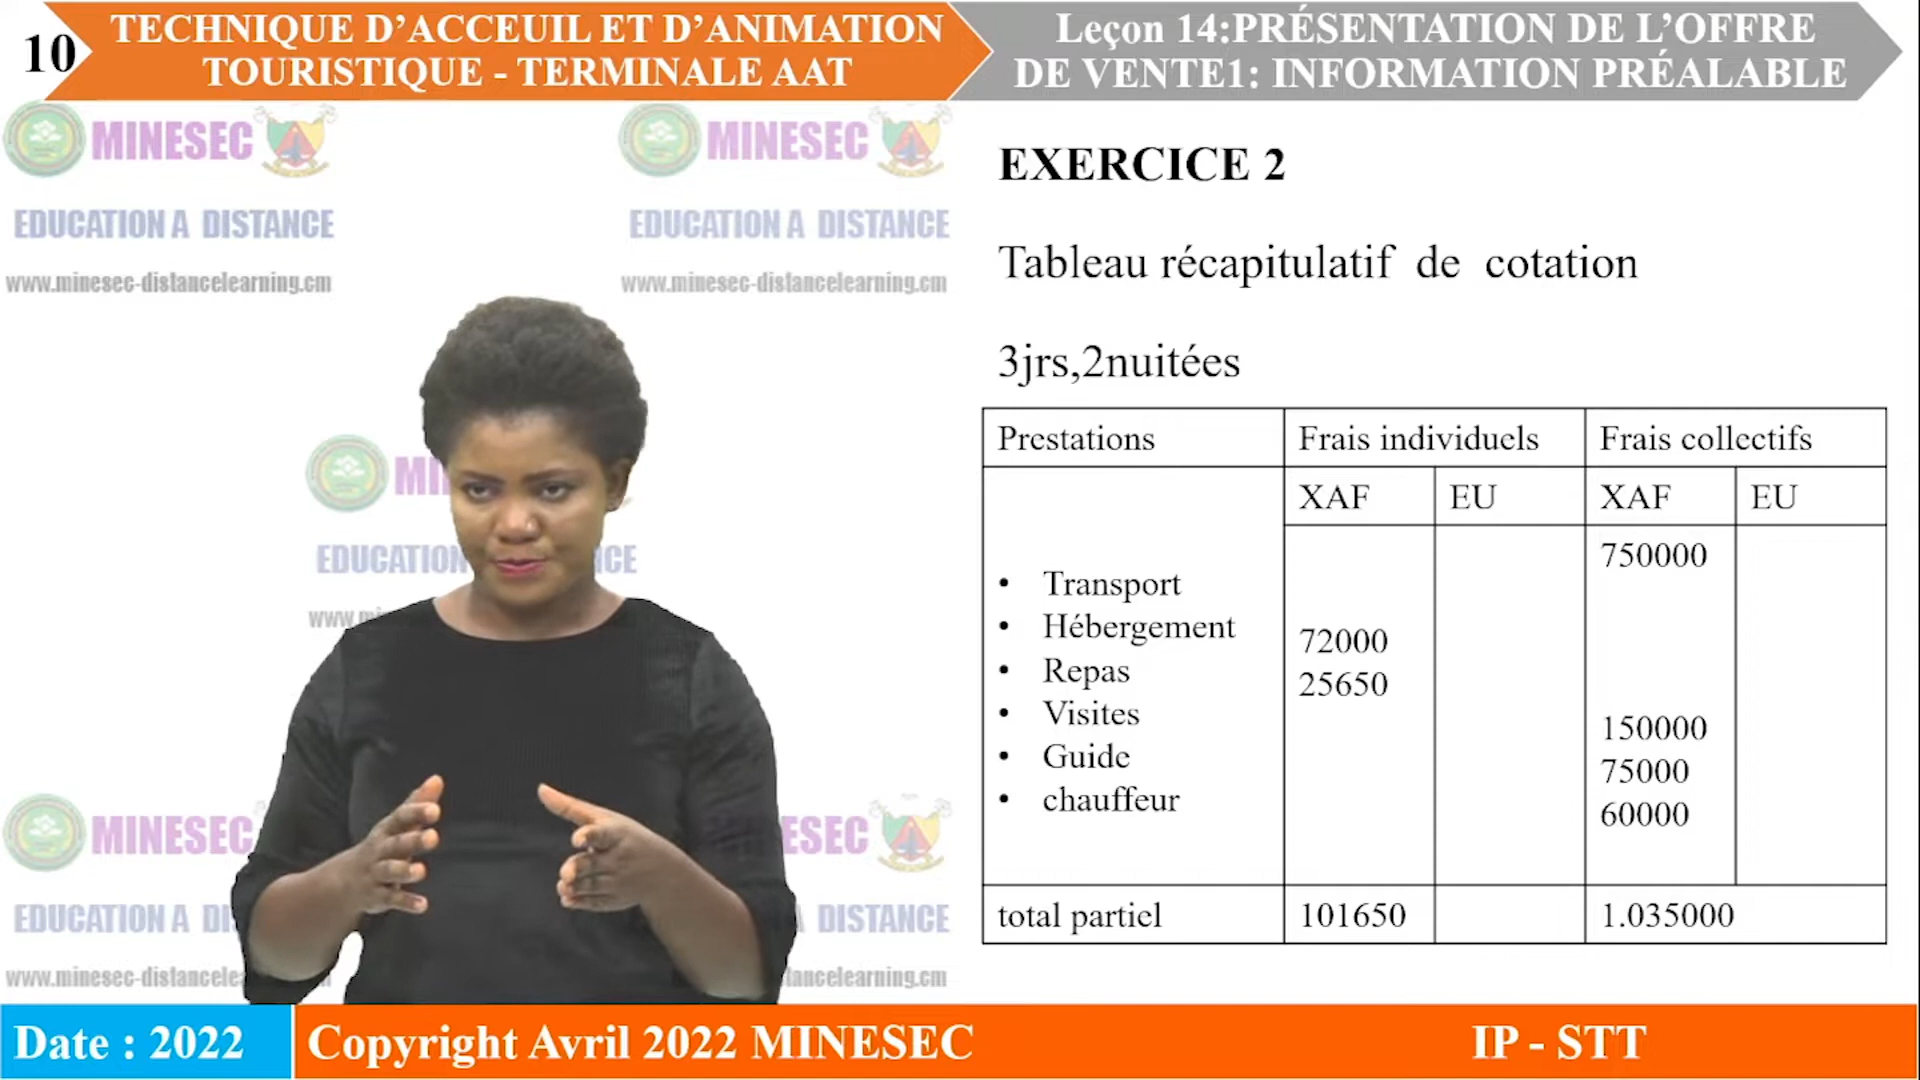 10
TECHNIQUE D’ACCEUIL ET D’ANIMATION
TOURISTIQUE - TERMINALE AAT
Leçon 14:PRÉSENTATION DE L’OFFRE
DE VENTE1: INFORMATION PRÉALABLE
MINESEC
MINESEC
EDUCATION A DISTANCE
EDUCATION A DISTANCE
www.minesec-distancelearning.cm
www.minesec-distancelearning.cm
EXERCICE 2
Tableau récapitulatif de cotation
3jrs,2nuitées
Prestations Frais individuels Frais collectifs
XAF EU XAF EU
750000
• Transport
• Hébergement 72000
• Repas 25650
• Visites 150000
• Guide 75000
• chauffeur 60000
total partiel 101650 1.035000
MINESEC
Date : 2022
Copyright Avril 2022 MINESEC
IP - STT